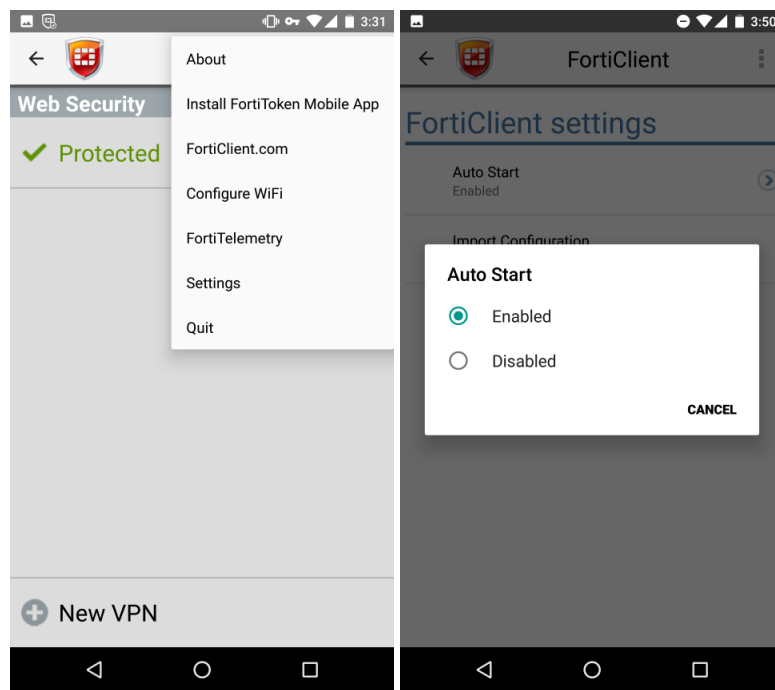 3:31
About
Web Security
Install FortiToken Mobile App
Protected
FortiClient.com
Configure WiFi
FortiTelemetry
Settings
Quit
New VPN
3:50
FortiClient
FortiClient settings
Auto Start
Enabled
Import Configuration
Auto Start
Enabled
Disabled
CANCEL